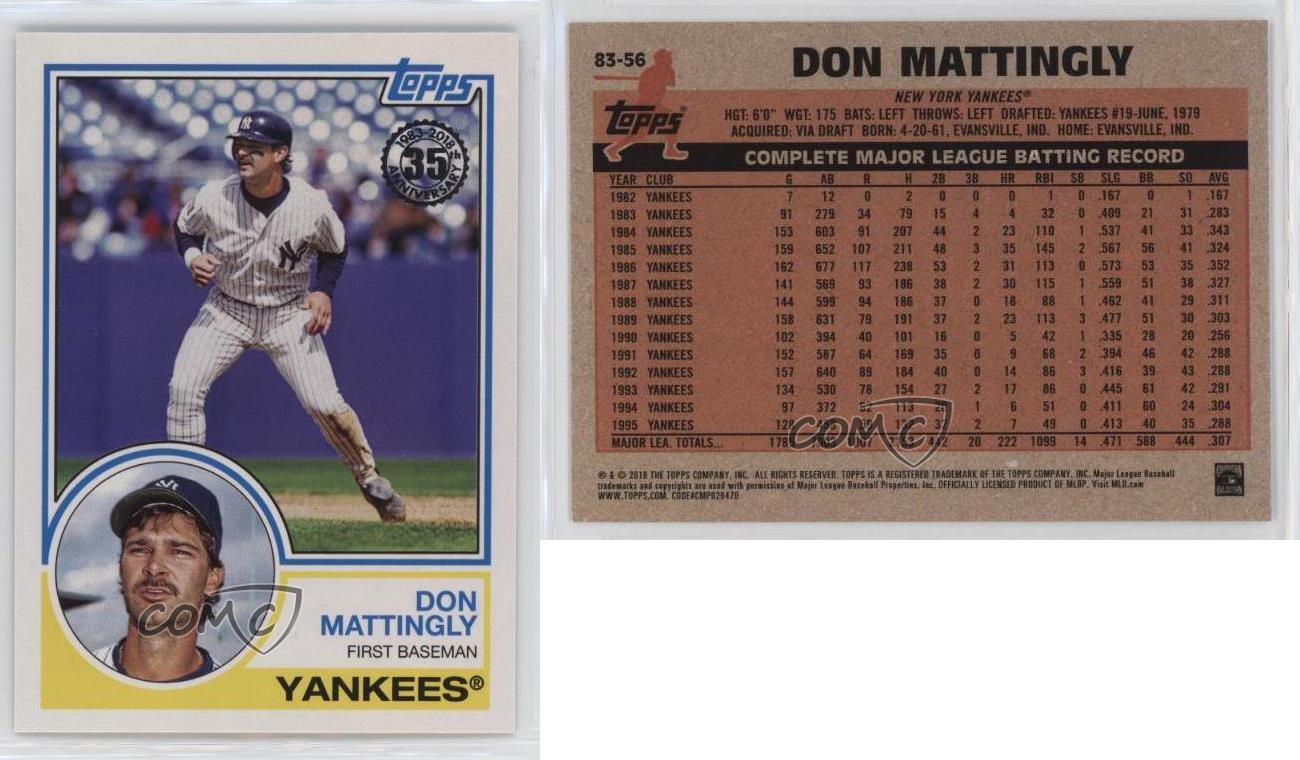 topps
1983-2018
35th
ANNIVERSARY
NY
DON
MATTINGLY
FIRST BASEMAN
YANKEES®
COMC
83-56
DON MATTINGLY
NEW YORK YANKEES®
topps®
HGT: 6'0" WGT: 175 BATS: LEFT THROWS: LEFT DRAFTED: YANKEES #19-JUNE, 1979
ACQUIRED: VIA DRAFT BORN: 4-20-61, EVANSVILLE, IND. HOME: EVANSVILLE, IND.
COMPLETE MAJOR LEAGUE BATTING RECORD
YEAR CLUB G AB R H 2B 3B HR RBI SB SLG BB SO AVG
1982 YANKEES 7 12 0 2 0 0 0 1 0 .167 0 1 .167
1983 YANKEES 91 279 34 79 15 4 4 32 0 .409 21 31 .283
1984 YANKEES 153 603 91 207 44 2 23 110 1 .537 41 33 .343
1985 YANKEES 159 652 107 211 48 3 35 145 2 .567 56 41 .324
1986 YANKEES 162 677 117 238 53 2 31 113 0 .573 53 35 .352
1987 YANKEES 141 569 93 186 38 2 30 115 1 .559 51 38 .327
1988 YANKEES 144 599 94 186 37 0 18 88 1 .462 41 29 .311
1989 YANKEES 158 631 79 191 37 2 23 113 3 .477 51 30 .303
1990 YANKEES 102 394 40 101 16 0 5 42 1 .335 28 20 .256
1991 YANKEES 152 587 64 169 35 0 9 68 2 .394 46 42 .288
1992 YANKEES 157 640 89 184 40 0 14 86 3 .416 39 43 .288
1993 YANKEES 134 530 78 154 27 2 17 86 0 .445 61 42 .291
1994 YANKEES 97 372 62 113 20 1 6 51 0 .411 60 24 .304
1995 YANKEES 128 2 7 49 0 .413 40 35 .288
MAJOR LEA. TOTALS... 442 20 222 1099 14 .471 588 444 .307
COMC
® & © 2018 THE TOPPS COMPANY, INC. ALL RIGHTS RESERVED. TOPPS IS A REGISTERED TRADEMARK OF THE TOPPS COMPANY, INC. Major League Baseball
trademarks and copyrights are used with permission of Major League Baseball Properties, Inc. OFFICIALLY LICENSED PRODUCT OF MLBP. Visit MLB.com
WWW.TOPPS.COM. CODE#CMP026470